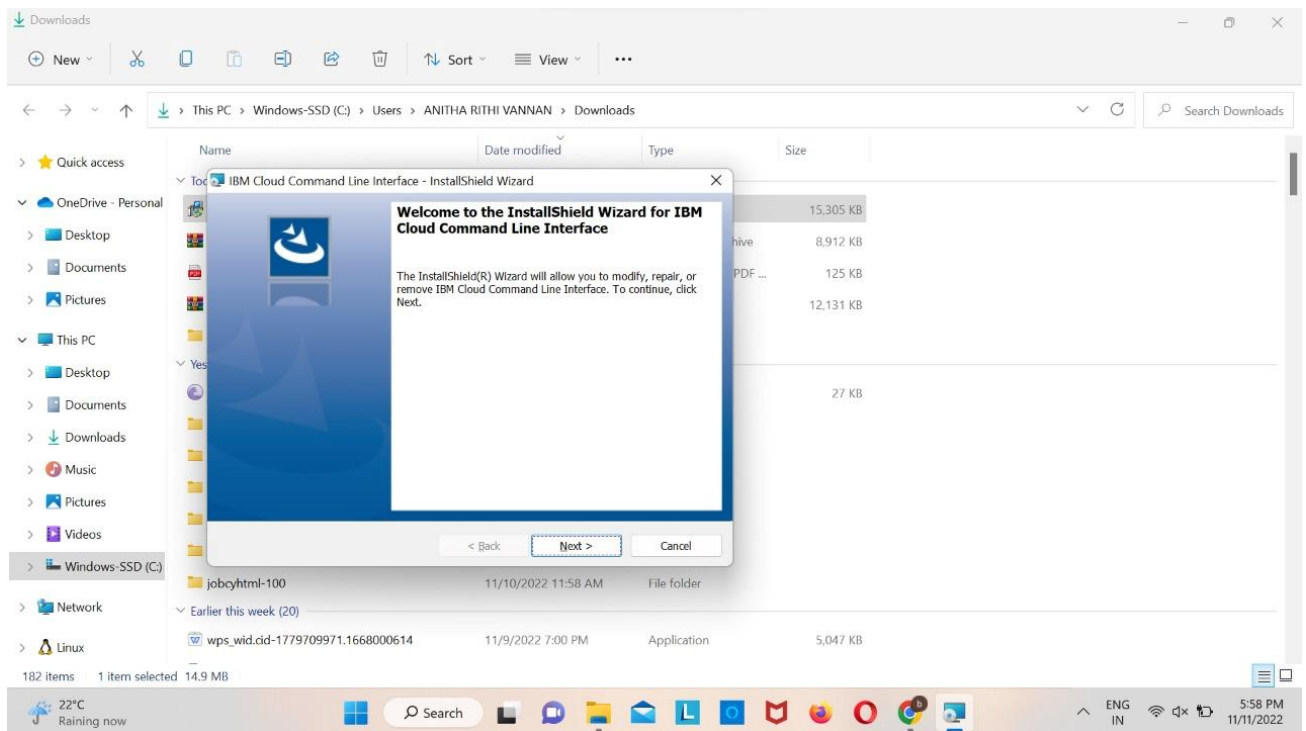 Downloads
New
Sort
View
This PC > Windows-SSD (C:) > Users > ANITHA RITHI VANNAN > Downloads
Search Downloads
Name Date modified Type Size
Quick access
OneDrive - Personal
Desktop
Documents
Pictures
This PC
Desktop
Documents
Downloads
Music
Pictures
Videos
Windows-SSD (C:)
Network
Linux
IBM Cloud Command Line Interface - InstallShield Wizard
Welcome to the InstallShield Wizard for IBM
Cloud Command Line Interface
The InstallShield(R) Wizard will allow you to modify, repair, or
remove IBM Cloud Command Line Interface. To continue, click
Next.
< Back Next > Cancel
15,305 KB
8,912 KB
PDF ... 125 KB
12,131 KB
27 KB
jobcyhtml-100 11/10/2022 11:58 AM File folder
Earlier this week (20)
wps_wid.cid-1779709971.1668000614 11/9/2022 7:00 PM Application 5,047 KB
182 items 1 item selected 14.9 MB
22°C
Raining now
Search
ENG
IN
5:58 PM
11/11/2022